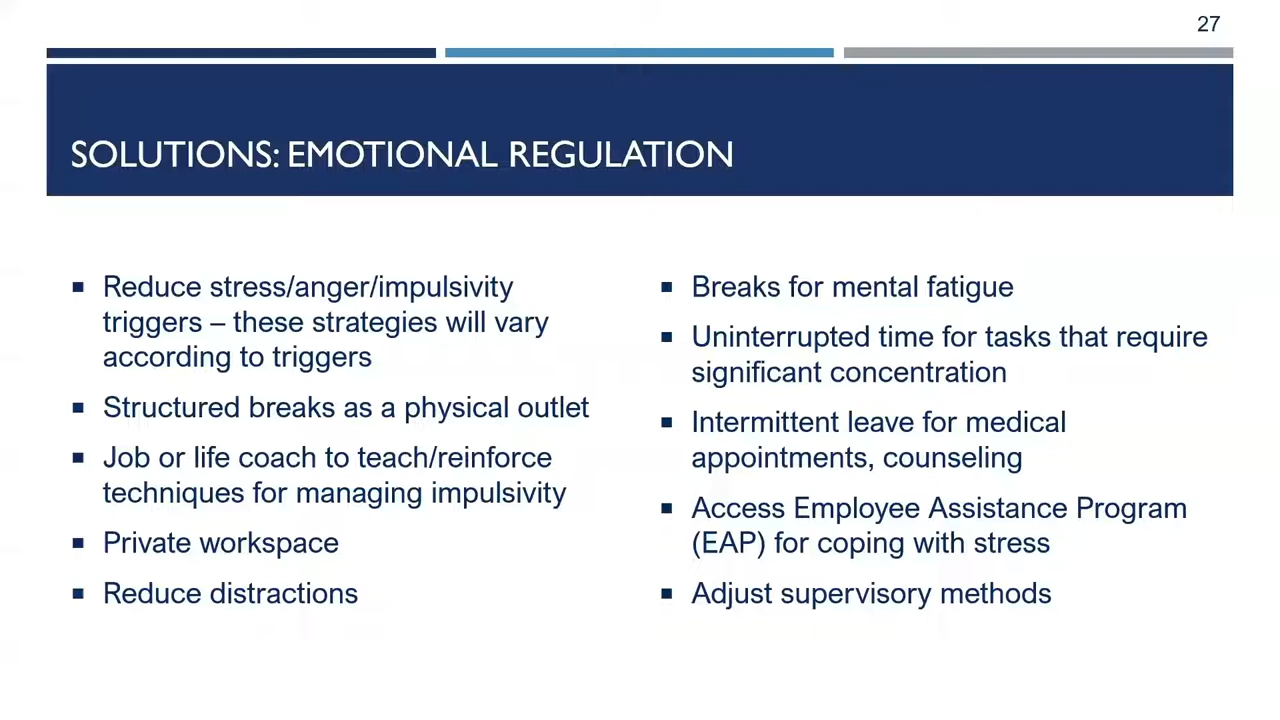 27
SOLUTIONS: EMOTIONAL REGULATION
▪ Reduce stress/anger/impulsivity
triggers – these strategies will vary
according to triggers
▪ Structured breaks as a physical outlet
▪ Job or life coach to teach/reinforce
techniques for managing impulsivity
▪ Private workspace
▪ Reduce distractions
▪ Breaks for mental fatigue
▪ Uninterrupted time for tasks that require
significant concentration
▪ Intermittent leave for medical
appointments, counseling
▪ Access Employee Assistance Program
(EAP) for coping with stress
▪ Adjust supervisory methods